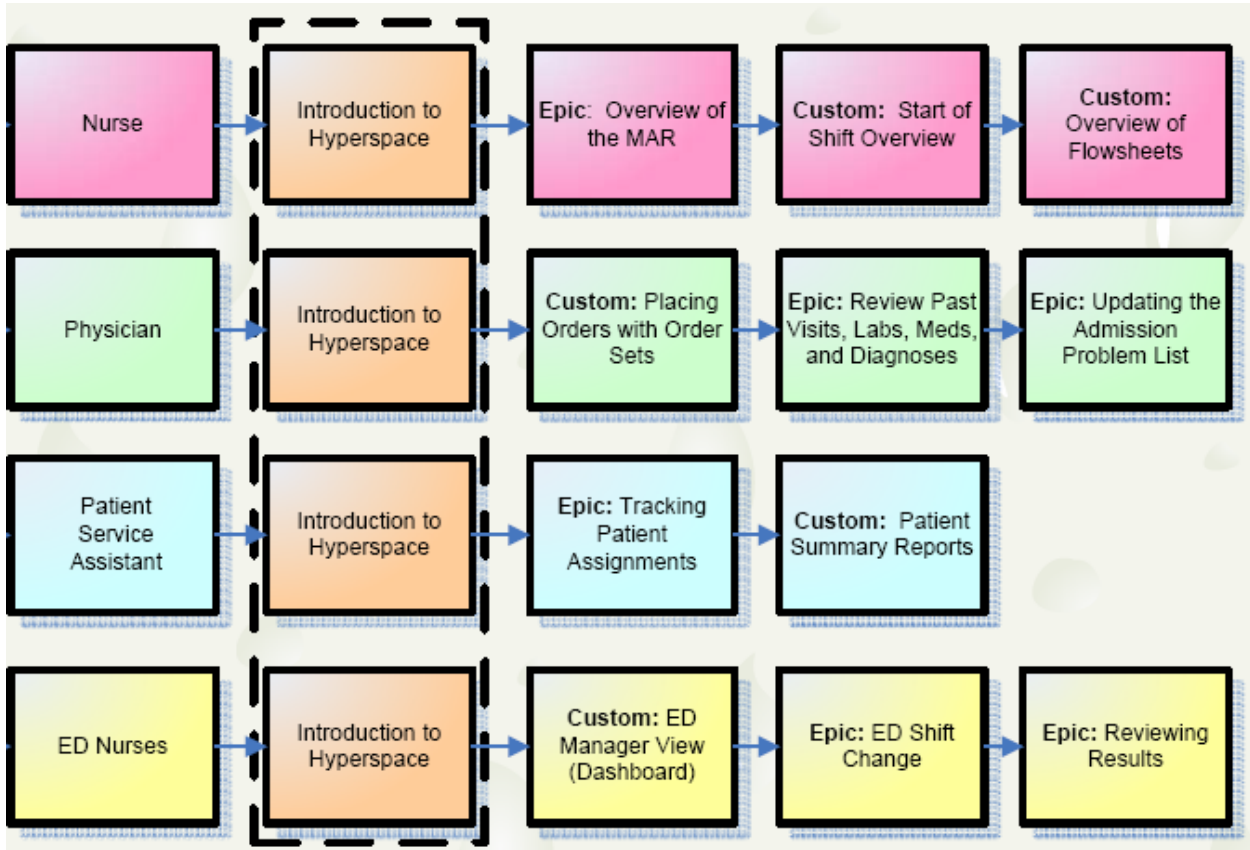 Nurse
Introduction to
Hyperspace
Epic: Overview of
the MAR
Custom: Start of
Shift Overview
Custom:
Overview of
Flowsheets
Physician
Introduction to
Hyperspace
Custom: Placing
Orders with Order
Sets
Epic: Review Past
Visits, Labs, Meds,
and Diagnoses
Epic: Updating the
Admission
Problem List
Patient
Service
Assistant
Introduction to
Hyperspace
Epic: Tracking
Patient
Assignments
Custom: Patient
Summary Reports
ED Nurses
Introduction to
Hyperspace
Custom: ED
Manager View
(Dashboard)
Epic: ED Shift
Change
Epic: Reviewing
Results